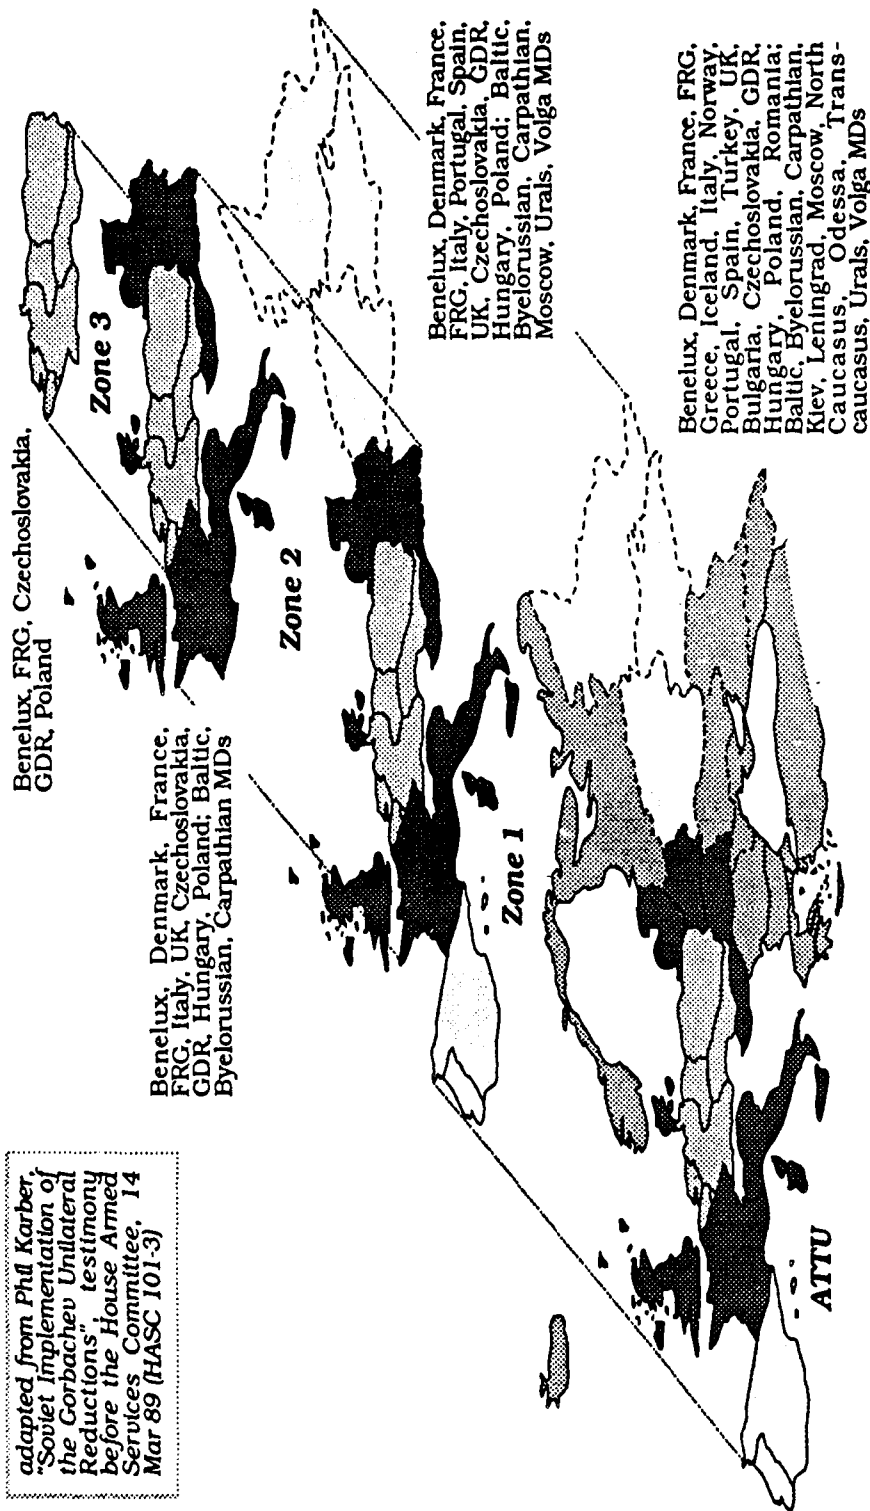 adapted from Phil Karber,
"Soviet Implementation of
the Gorbachev Unilateral
Reductions", testimony
before the House Armed
Services Committee, 14
Mar 89 (HASC 101-3)
Benelux, FRG, Czechoslovakia,
GDR, Poland
Zone 3
Benelux, Denmark, France,
FRG, Italy, UK, Czechoslovakia,
GDR, Hungary, Poland; Baltic,
Byelorussian, Carpathian MDs
Zone 2
Benelux, Denmark, France,
FRG, Italy, Portugal, Spain,
UK, Czechoslovakia, GDR,
Hungary, Poland; Baltic,
Byelorussian, Carpathian,
Moscow, Urals, Volga MDs
Zone 1
Benelux, Denmark, France, FRG,
Greece, Iceland, Italy, Norway,
Portugal, Spain, Turkey, UK,
Bulgaria, Czechoslovakia, GDR,
Hungary, Poland, Romania;
Baltic, Byelorussian, Carpathian,
Kiev, Leningrad, Moscow, North
Caucasus, Odessa, Trans-
caucasus, Urals, Volga MDs
ATTU